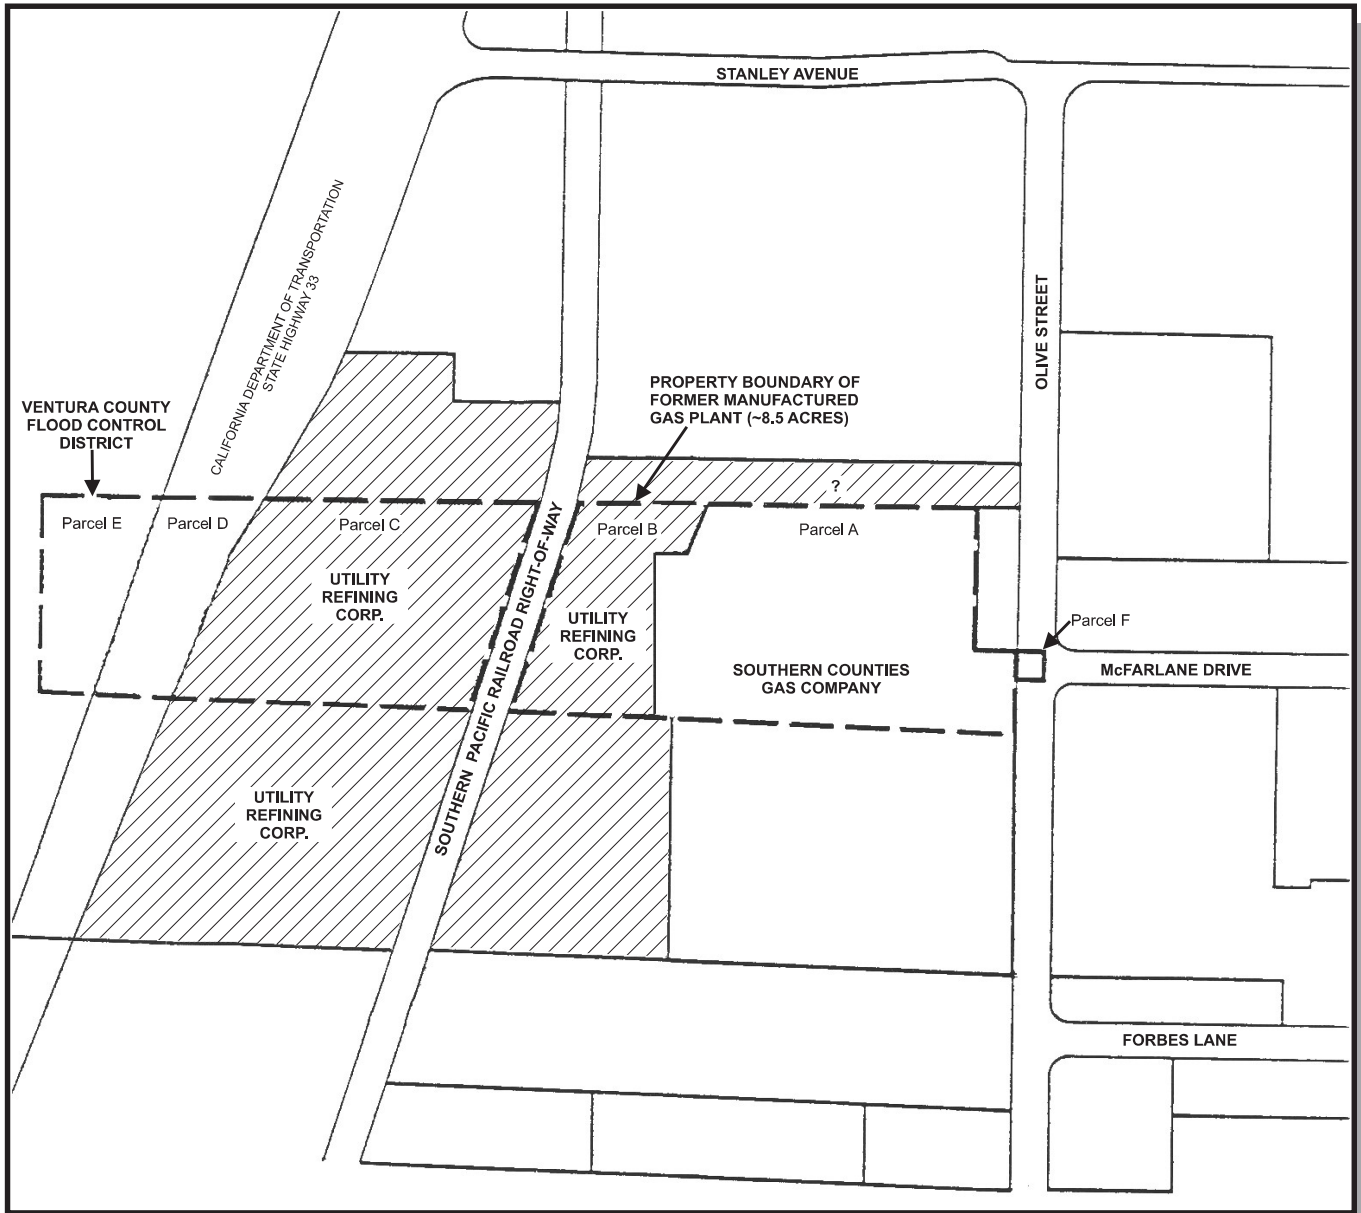 STANLEY AVENUE
CALIFORNIA DEPARTMENT OF TRANSPORTATION
STATE HIGHWAY 33
OLIVE STREET
PROPERTY BOUNDARY OF
FORMER MANUFACTURED
GAS PLANT (~8.5 ACRES)
VENTURA COUNTY
FLOOD CONTROL
DISTRICT
?
Parcel E
Parcel D
Parcel C
Parcel B
Parcel A
SOUTHERN PACIFIC RAILROAD RIGHT-OF-WAY
UTILITY
REFINING
CORP.
UTILITY
REFINING
CORP.
Parcel F
SOUTHERN COUNTIES
GAS COMPANY
McFARLANE DRIVE
UTILITY
REFINING
CORP.
FORBES LANE